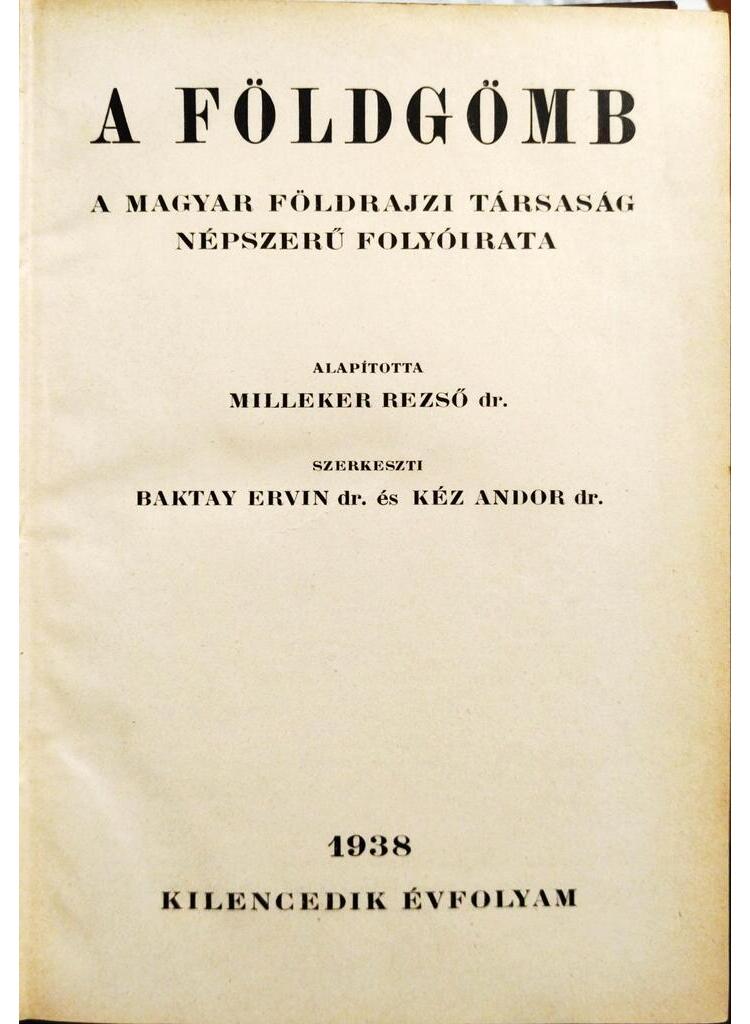 A FÖLDGÖMB
A MAGYAR FÖLDRAJZI TÁRSASÁG
NÉPSZERŰ FOLYÓIRATA
ALAPÍTOTTA
MILLEKER REZSŐ dr.
SZERKESZTI
BAKTAY ERVIN dr. és KÉZ ANDOR dr.
1938
KILENCEDIK ÉVFOLYAM